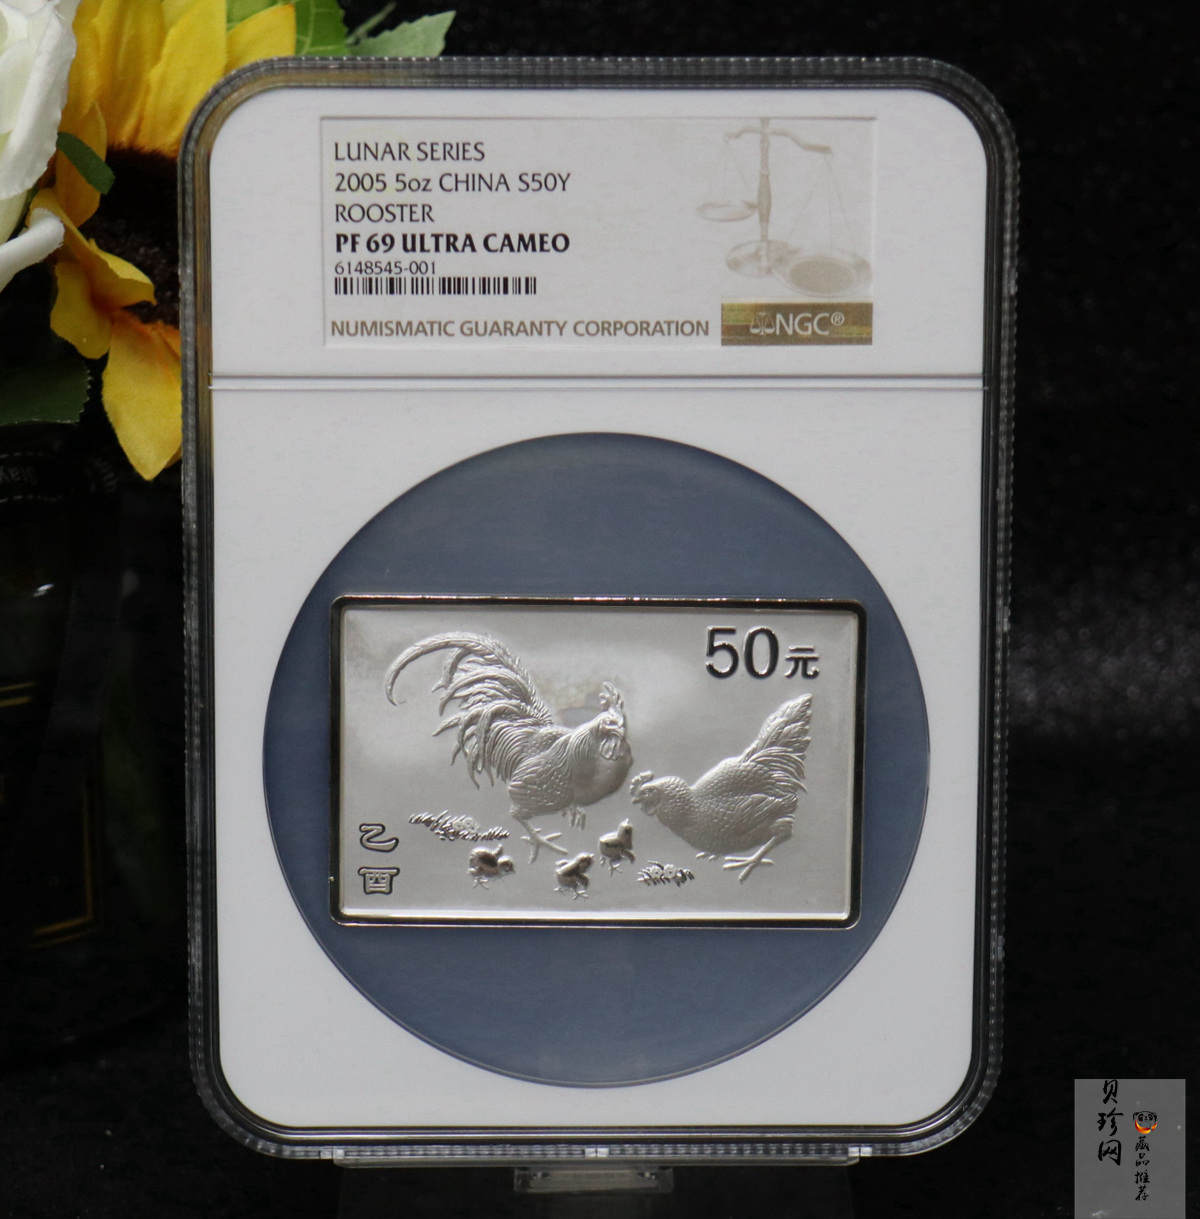 LUNAR SERIES
2005 5oz CHINA S50Y
ROOSTER
PF 69 ULTRA CAMEO
6148545-001
NUMISMATIC GUARANTY CORPORATION
NGC®
50元
乙酉
贝珍网
藏品推荐